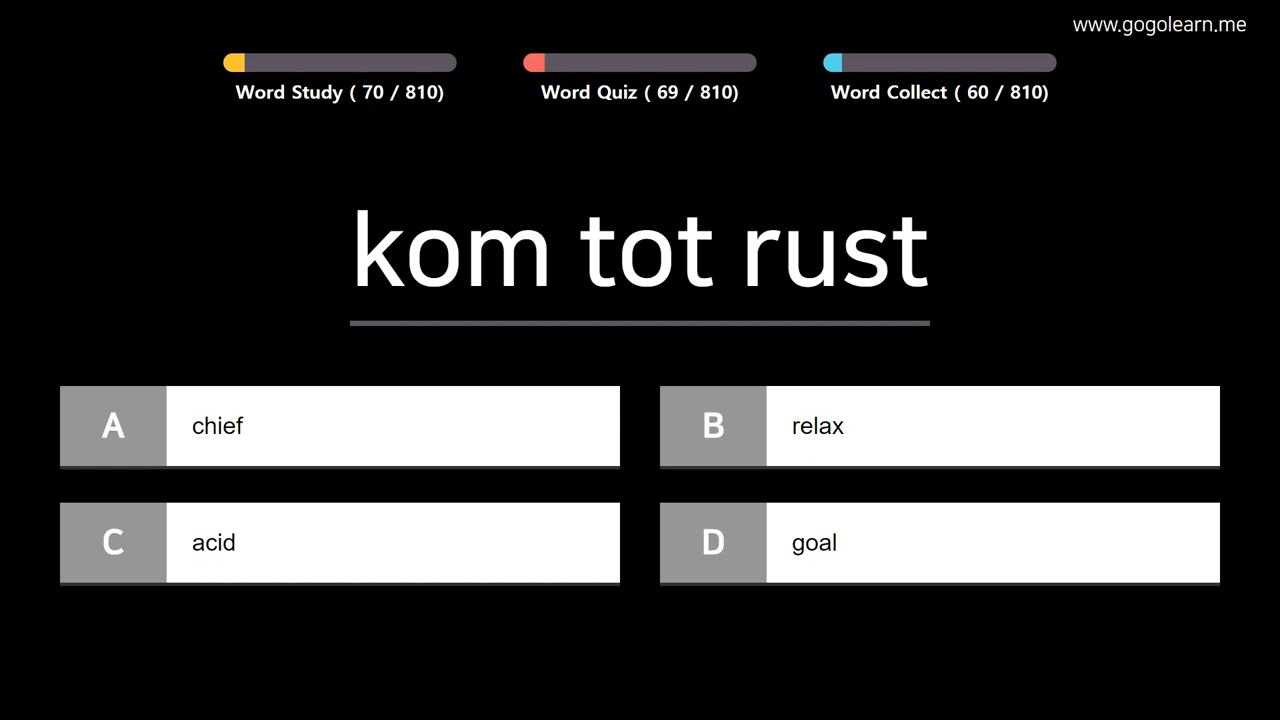 www.gogolearn.me
Word Study ( 70 / 810)
Word Quiz ( 69 / 810)
Word Collect ( 60 / 810)
kom tot rust
A chief
B relax
C acid
D goal